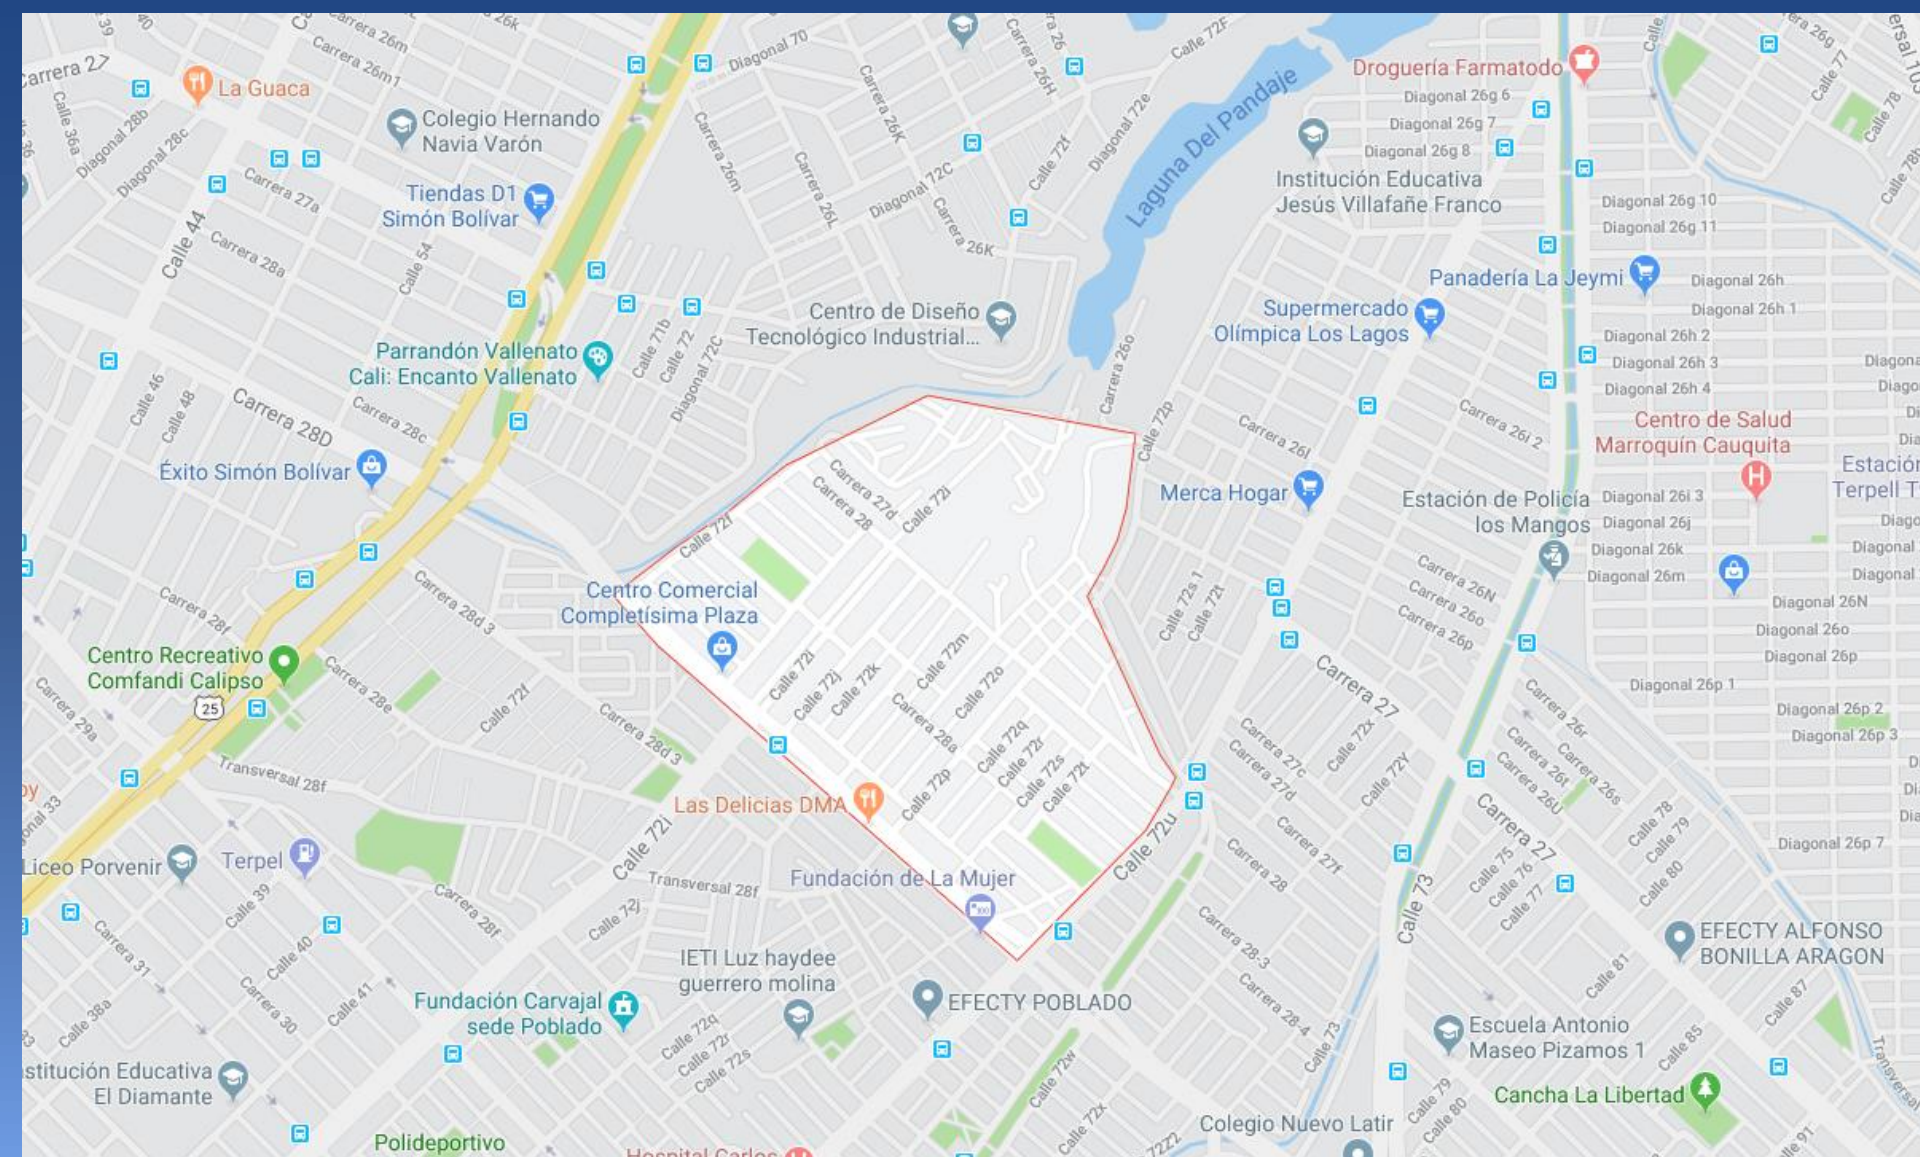 Carrera 26m
Carrera 26m1
La Guaca
Calle 36a
Diagonal 28b
Diagonal 28c
Colegio Hernando
Navia Varón
Carrera 27a
Tiendas D1
Simón Bolívar
Calle 44
Carrera 28a
Calle 54
Diagonal 70
Carrera 26m
Carrera 26L
Carrera 26K
Carrera 26H
Diagonal 72C
Carrera 26K
Calle 72f
Diagonal 72e
Calle 72F
Laguna Del Pandaje
Droguería Farmatodo
Diagonal 26g 6
Diagonal 26g 7
Diagonal 26g 8
Institución Educativa
Jesús Villafañe Franco
Calle 77
Calle 78
Calle 78b
Diagonal 26g 10
Diagonal 26g 11
Panadería La Jeymi
Diagonal 26h
Diagonal 26h 1
Diagonal 26h 2
Diagonal 26h 3
Diagonal 26h 4
Supermercado
Olímpica Los Lagos
Centro de Diseño
Tecnológico Industrial...
Parrandón Vallenato
Cali: Encanto Vallenato
Calle 71b
Calle 72
Diagonal 72C
Calle 46
Calle 48
Carrera 28D
Carrera 28c
Éxito Simón Bolívar
Carrera 26o
Calle 72p
Carrera 26l
Carrera 26i 2
Centro de Salud
Marroquín Cauquita
Merca Hogar
Estación de Policía
los Mangos
Diagonal 26i 3
Diagonal 26j
Diagonal 26k
Diagonal 26m
Diagonal 26N
Diagonal 26o
Diagonal 26p
Diagonal 26p 1
Diagonal 26p 2
Diagonal 26p 3
Diagonal 26p 7
Carrera 27d
Carrera 28
Calle 72i
Calle 72f
Centro Comercial
Completísima Plaza
Carrera 28f
Carrera 28d 3
Centro Recreativo
Comfandi Calipso
25
Carrera 28e
Calle 72f
Carrera 28d 3
Carrera 29a
Transversal 28f
Calle 72i
Calle 72j
Calle 72k
Calle 72m
Carrera 28a
Calle 72o
Calle 72p
Calle 72q
Calle 72r
Calle 72s
Calle 72t
Las Delicias DMA
Calle 72s 1
Calle 72t
Carrera 26N
Carrera 26o
Carrera 26p
Carrera 27
Carrera 27c
Carrera 27d
Calle 72x
Calle 72Y
Carrera 27f
Carrera 26r
Carrera 26s
Carrera 26t
Carrera 26U
Carrera 27
Calle 75
Calle 76
Calle 77
Calle 78
Calle 79
Calle 80
Liceo Porvenir
Terpel
Calle 39
Carrera 28f
Calle 72i
Transversal 28f
Calle 72j
Fundación de La Mujer
Calle 72u
Carrera 28
Carrera 28-3
Carrera 28-4
Calle 73
EFECTY ALFONSO
BONILLA ARAGON
Carrera 31
Calle 40
Carrera 30
Calle 41
Calle 38a
IETI Luz haydee
guerrero molina
Fundación Carvajal
sede Poblado
EFECTY POBLADO
Calle 72q
Calle 72r
Calle 72s
Calle 72w
Calle 72x
Calle 73
Calle 81
Calle 87
Calle 85
Escuela Antonio
Maseo Pizamos 1
Cancha La Libertad
El Diamante
Polideportivo
Colegio Nuevo Latir
Calle 79
Calle 80